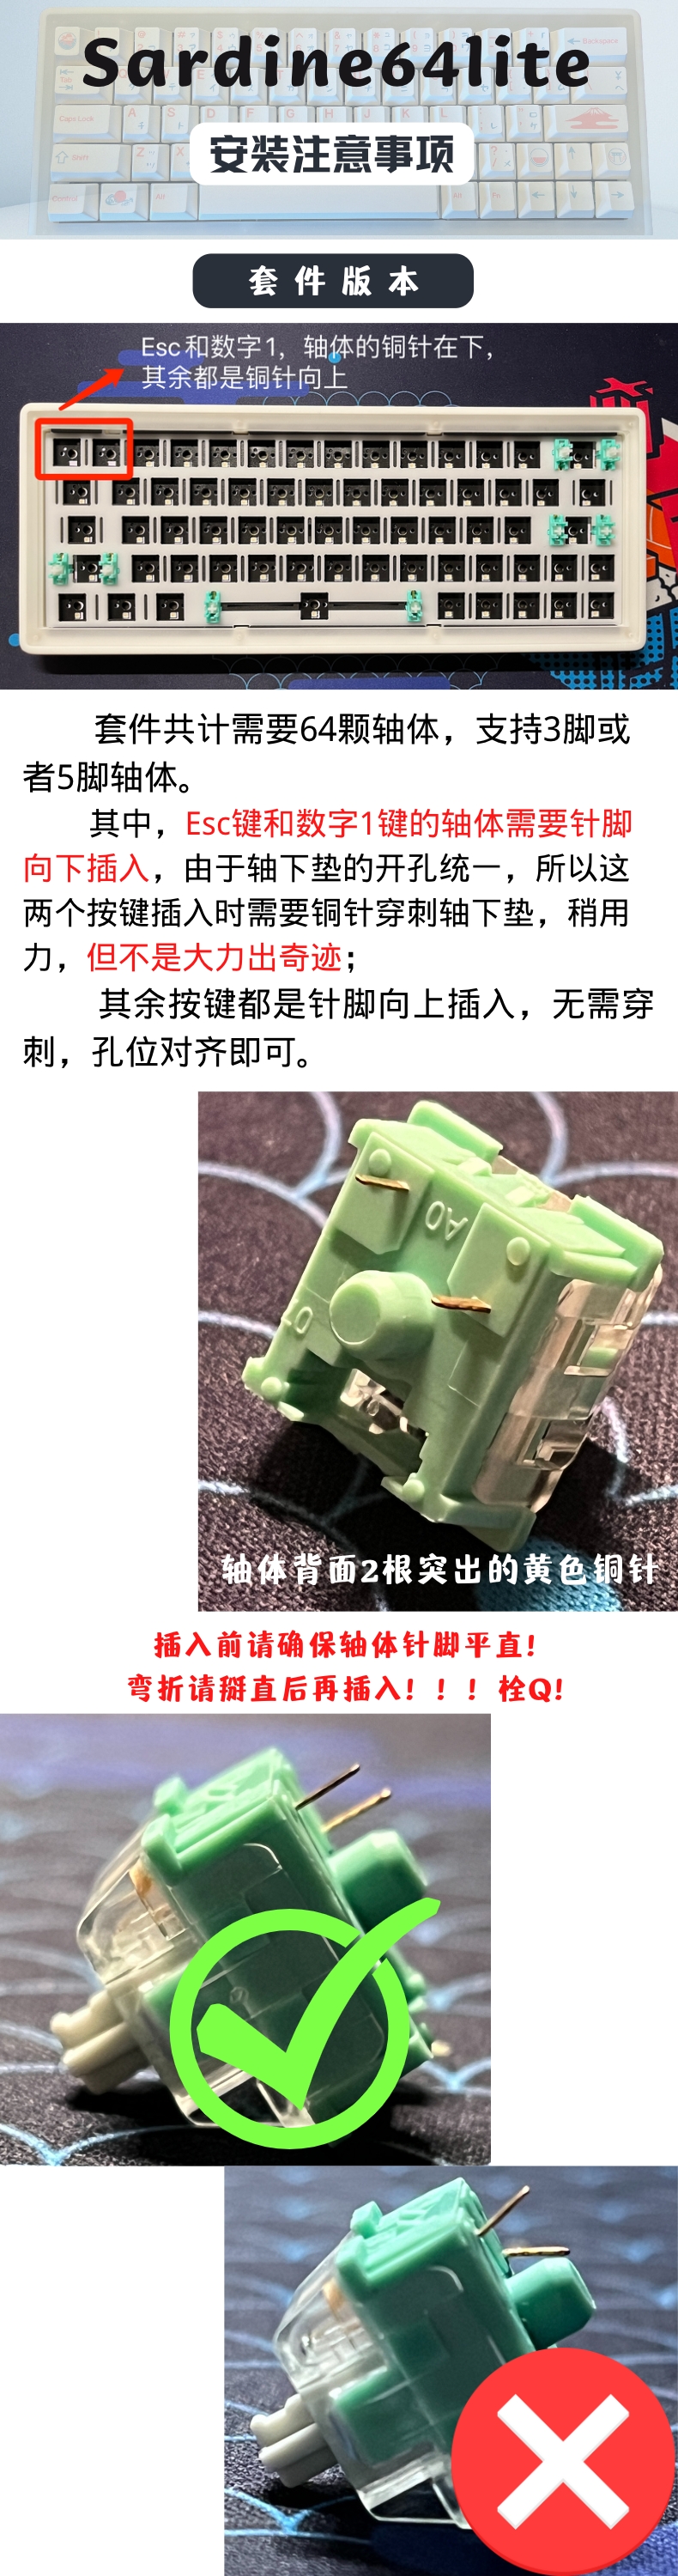 Sardine64lite
安装注意事项
套件版本
Esc和数字1，轴体的铜针在下，
其余都是铜针向上
套件共计需要64颗轴体，支持3脚或
者5脚轴体。
其中，Esc键和数字1键的轴体需要针脚
向下插入，由于轴下垫的开孔统一，所以这
两个按键插入时需要铜针穿刺轴下垫，稍用
力，但不是大力出奇迹；
其余按键都是针脚向上插入，无需穿
刺，孔位对齐即可。
AO
轴体背面2根突出的黄色铜针
插入前请确保轴体针脚平直！
弯折请掰直后再插入！！！栓Q！